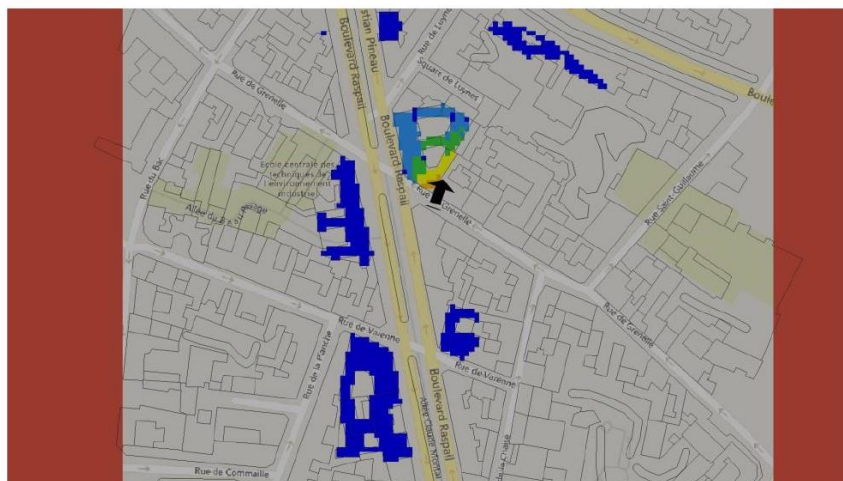 Boulevard Raspail
stian Pineau
Rue de Luynes
Square de Luynes
Rue de Grenelle
Boulevard Raspail
Ecole centrale des
techniques de
l'environnement
industriel
Rue du Bac
Rue Saint-Guillaume
Grenelle
Rue de Grenelle
Rue de Varenne
Rue de Varenne
Rue de la Planche
Boulevard Raspail
Rue de Commaille